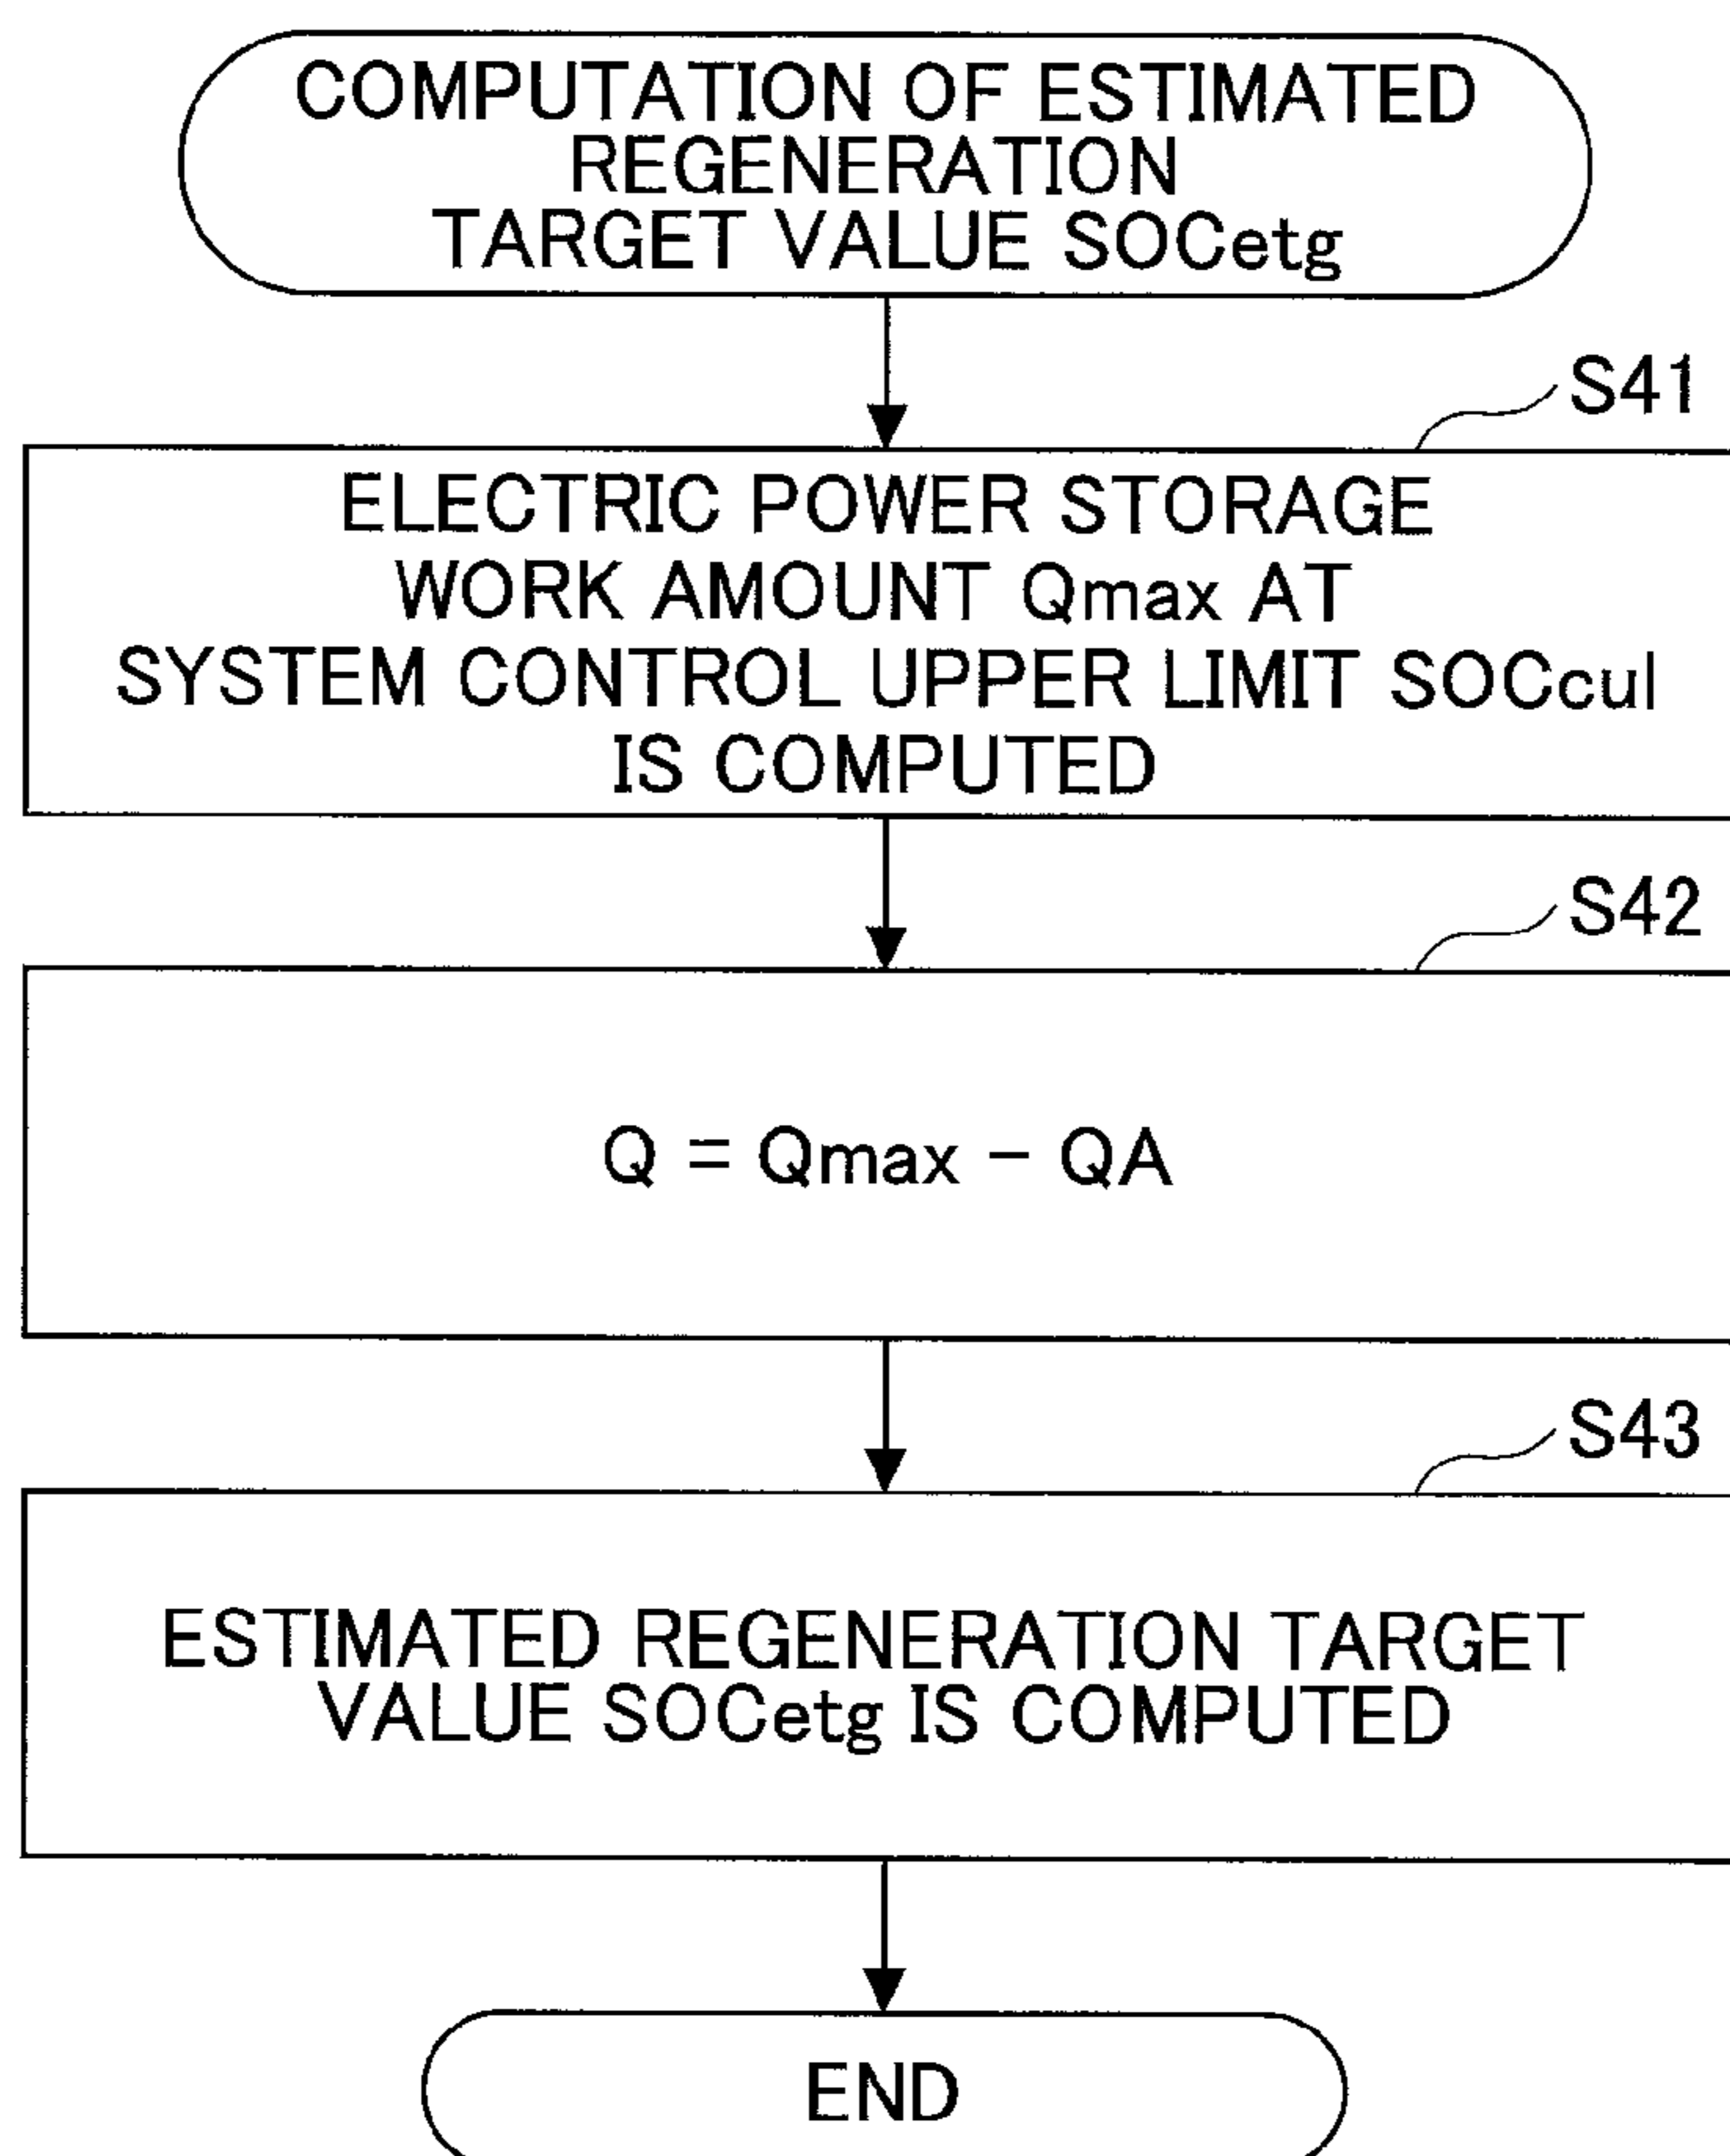 COMPUTATION OF ESTIMATED
REGENERATION
TARGET VALUE SOCetg
S41
ELECTRIC POWER STORAGE
WORK AMOUNT Qmax AT
SYSTEM CONTROL UPPER LIMIT SOCcul
IS COMPUTED
S42
Q = Qmax − QA
S43
ESTIMATED REGENERATION TARGET
VALUE SOCetg IS COMPUTED
END